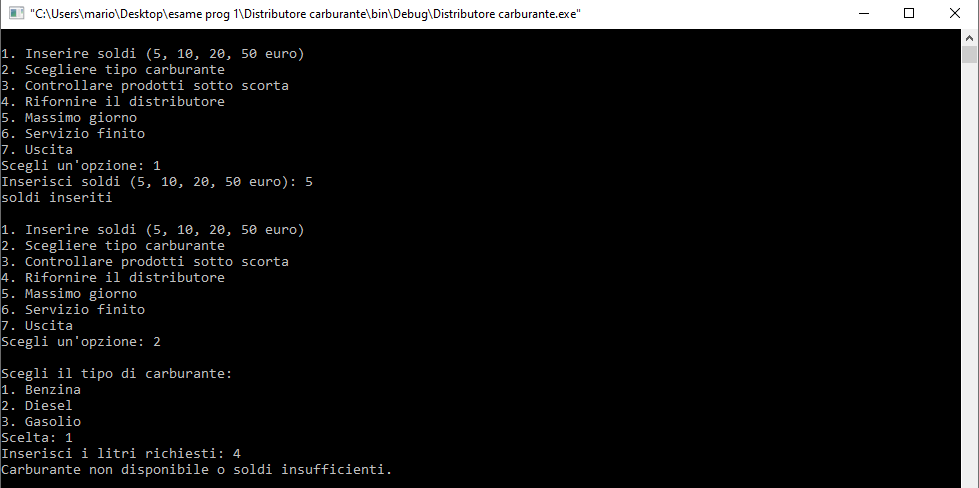 "C:\Users\mario\Desktop\esame prog 1\Distributore carburante\bin\Debug\Distributore carburante.exe"
1. Inserire soldi (5, 10, 20, 50 euro)
2. Scegliere tipo carburante
3. Controllare prodotti sotto scorta
4. Rifornire il distributore
5. Massimo giorno
6. Servizio finito
7. Uscita
Scegli un'opzione: 1
Inserisci soldi (5, 10, 20, 50 euro): 5
soldi inseriti
1. Inserire soldi (5, 10, 20, 50 euro)
2. Scegliere tipo carburante
3. Controllare prodotti sotto scorta
4. Rifornire il distributore
5. Massimo giorno
6. Servizio finito
7. Uscita
Scegli un'opzione: 2
Scegli il tipo di carburante:
1. Benzina
2. Diesel
3. Gasolio
Scelta: 1
Inserisci i litri richiesti: 4
Carburante non disponibile o soldi insufficienti.